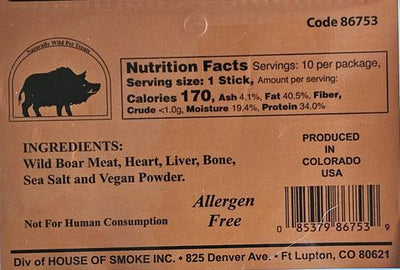 Code 86753
Naturally Wild Pet Treats
Nutrition Facts Servings: 10 per package,
Serving size: 1 Stick, Amount per serving:
Calories 170, Ash 4.1%, Fat 40.5%, Fiber,
Crude <1.0g, Moisture 19.4%, Protein 34.0%
INGREDIENTS:
Wild Boar Meat, Heart, Liver, Bone,
Sea Salt and Vegan Powder.
PRODUCED
IN
COLORADO
USA
Allergen
Free
Not For Human Consumption
0 85379 86753 9
Div of HOUSE OF SMOKE INC. • 825 Denver Ave. • Ft Lupton, CO 80621